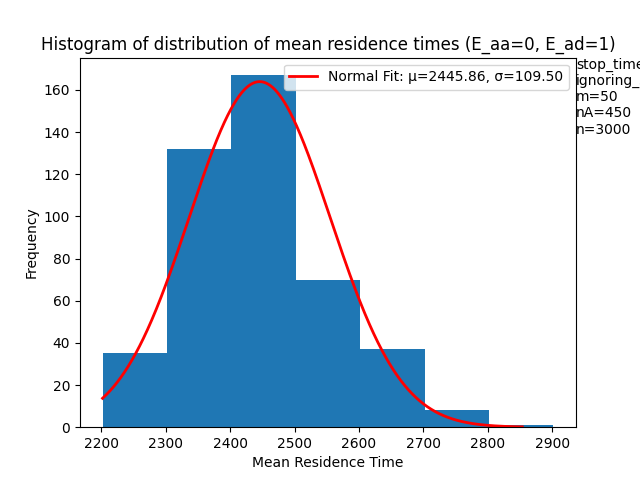 Histogram of distribution of mean residence times (E_aa=0, E_ad=1)
Normal Fit: μ=2445.86, σ=109.50
stop_time
ignoring_
m=50
nA=450
n=3000
Frequency
160
140
120
100
80
60
40
20
0
2200 2300 2400 2500 2600 2700 2800 2900
Mean Residence Time